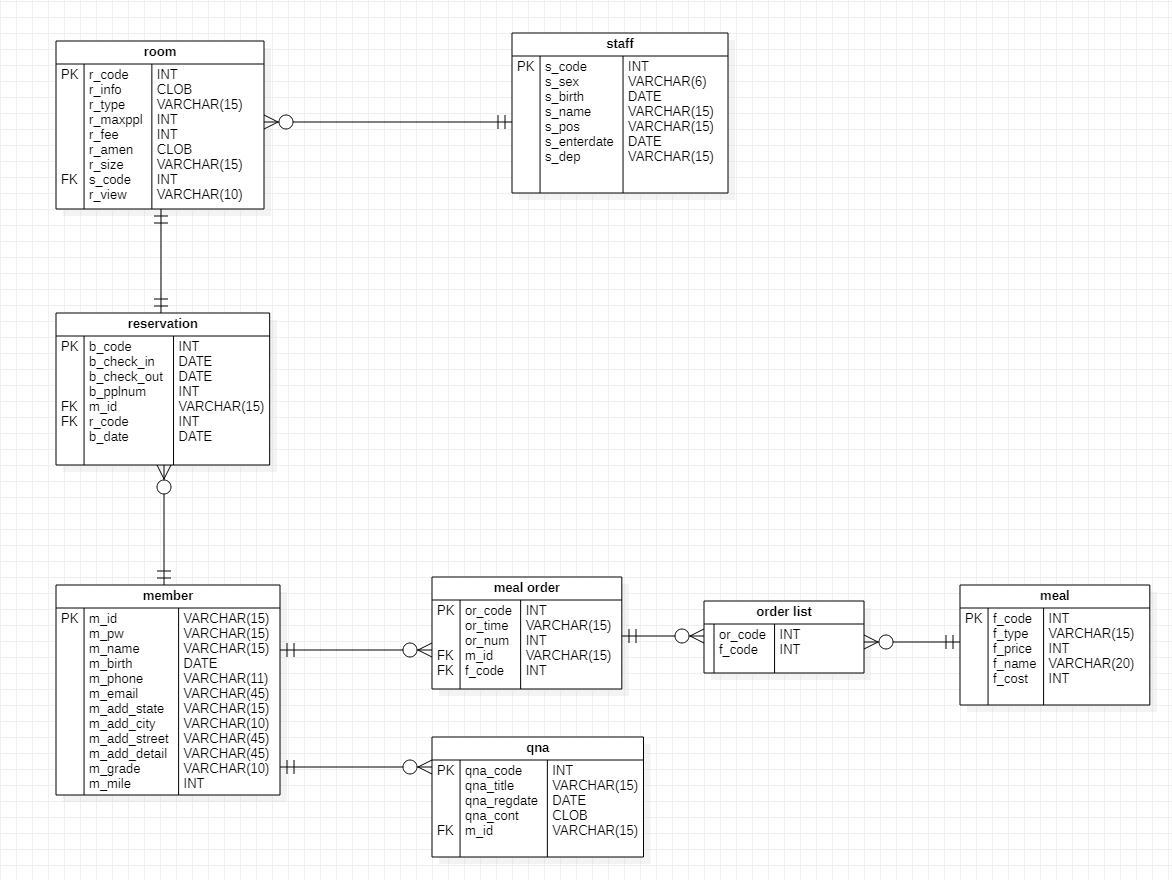 room
PK r_code INT
r_info CLOB
r_type VARCHAR(15)
r_maxppl INT
r_fee INT
r_amen CLOB
r_size VARCHAR(15)
FK s_code INT
r_view VARCHAR(10)
staff
PK s_code INT
s_sex VARCHAR(6)
s_birth DATE
s_name VARCHAR(15)
s_pos VARCHAR(15)
s_enterdate DATE
s_dep VARCHAR(15)
reservation
PK b_code INT
b_check_in DATE
b_check_out DATE
b_pplnum INT
FK m_id VARCHAR(15)
FK r_code INT
b_date DATE
member
PK m_id VARCHAR(15)
m_pw VARCHAR(15)
m_name VARCHAR(15)
m_birth DATE
m_phone VARCHAR(11)
m_email VARCHAR(45)
m_add_state VARCHAR(15)
m_add_city VARCHAR(10)
m_add_street VARCHAR(45)
m_add_detail VARCHAR(45)
m_grade VARCHAR(10)
m_mile INT
meal order
PK or_code INT
or_time VARCHAR(15)
or_num INT
FK m_id VARCHAR(15)
FK f_code INT
order list
or_code INT
f_code INT
meal
PK f_code INT
f_type VARCHAR(15)
f_price INT
f_name VARCHAR(20)
f_cost INT
qna
PK qna_code INT
qna_title VARCHAR(15)
qna_regdate DATE
qna_cont CLOB
FK m_id VARCHAR(15)